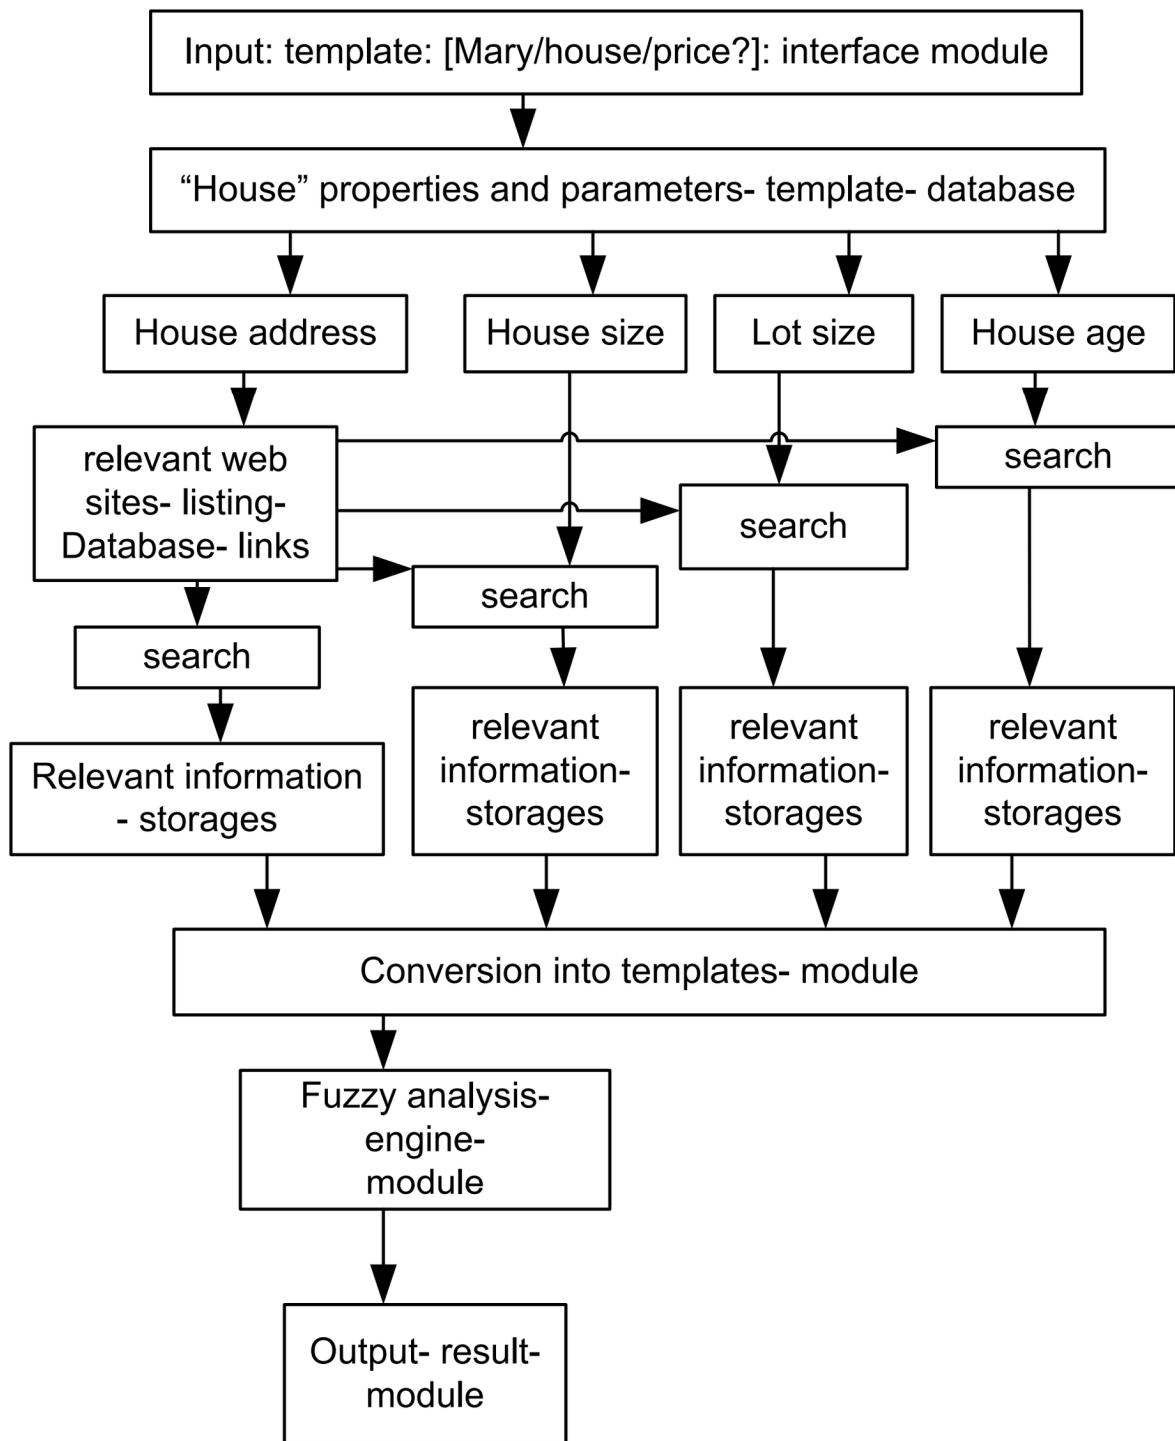 Input: template: [Mary/house/price?]: interface module
“House” properties and parameters- template- database
House address
House size
Lot size
House age
relevant web
sites- listing-
Database- links
search
search
search
search
relevant
information-
storages
relevant
information-
storages
relevant
information-
storages
Relevant information
- storages
Conversion into templates- module
Fuzzy analysis-
engine-
module
Output- result-
module